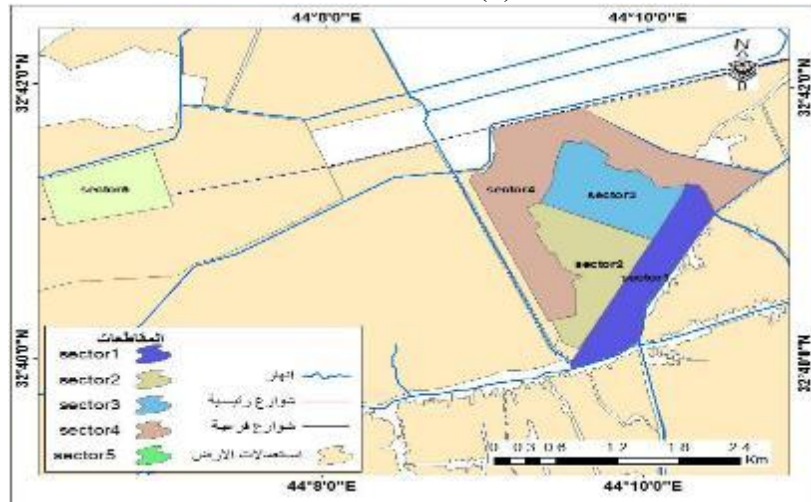 44°8'0"E 44°10'0"E
32°42'0"N 32°42'0"N
N
sector5
sector4
sector3
sector2
sector1
32°40'0"N 32°40'0"N
المقاطعات
sector1
sector2
sector3
sector4
sector5
انهار
شوارع رئيسية
شوارع فرعية
استعمالات الارض
0 0.3 0.6 1.2 1.8 2.4
Km
44°8'0"E 44°10'0"E